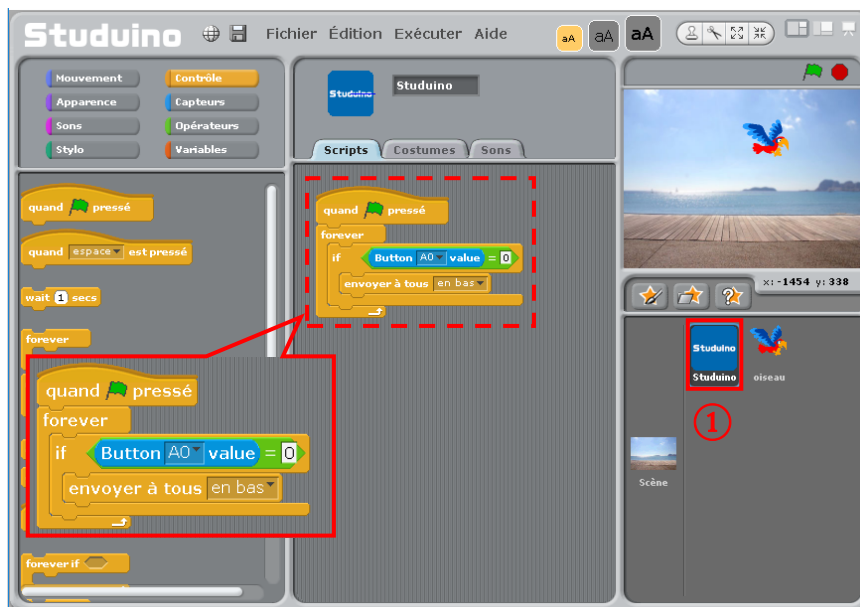 Studuino Fichier Édition Exécuter Aide aA aA aA
Mouvement Contrôle
Apparence Capteurs
Sons Opérateurs
Stylo Variables
quand pressé
quand espace est pressé
wait 1 secs
forever
forever if
Studuino
Studuino
Scripts Costumes Sons
quand pressé
forever
if Button A0 value = 0
envoyer à tous en bas
quand pressé
forever
if Button A0 value = 0
envoyer à tous en bas
x: -1454 y: 338
Studuino
Studuino oiseau
①
Scène